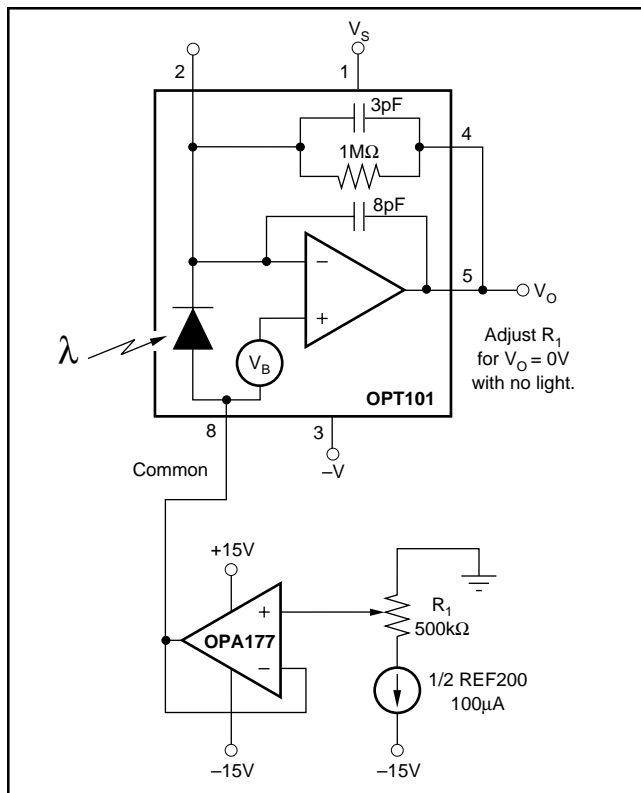 V_S
2
1
3pF
4
1MΩ
8pF
–
5
V_O
+
λ
V_B
Adjust R_1
for V_O = 0V
with no light.
OPT101
8
3
–V
Common
+15V
+
R_1
500kΩ
OPA177
–
1/2 REF200
100μA
–15V
–15V